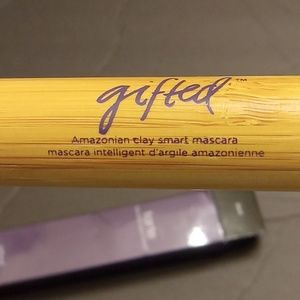 gifted™
Amazonian clay smart mascara
mascara intelligent d'argile amazonienne